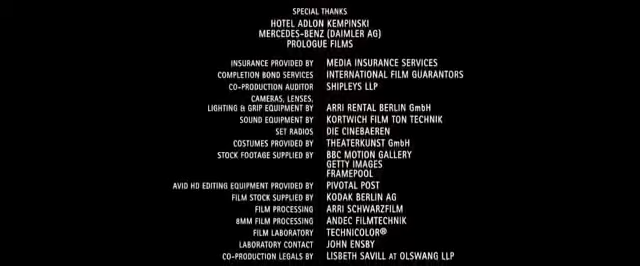 SPECIAL THANKS
HOTEL ADLON KEMPINSKI
MERCEDES-BENZ (DAIMLER AG)
PROLOGUE FILMS
INSURANCE PROVIDED BY MEDIA INSURANCE SERVICES
COMPLETION BOND SERVICES INTERNATIONAL FILM GUARANTORS
CO-PRODUCTION AUDITOR SHIPLEYS LLP
CAMERAS, LENSES,
LIGHTING & GRIP EQUIPMENT BY ARRI RENTAL BERLIN GmbH
SOUND EQUIPMENT BY KORTWICH FILM TON TECHNIK
SET RADIOS DIE CINEBAEREN
COSTUMES PROVIDED BY THEATERKUNST GmbH
STOCK FOOTAGE SUPPLIED BY BBC MOTION GALLERY
GETTY IMAGES
FRAMEPOOL
AVID HD EDITING EQUIPMENT PROVIDED BY PIVOTAL POST
FILM STOCK SUPPLIED BY KODAK BERLIN AG
FILM PROCESSING ARRI SCHWARZFILM
8MM FILM PROCESSING ANDEC FILMTECHNIK
FILM LABORATORY TECHNICOLOR®
LABORATORY CONTACT JOHN ENSBY
CO-PRODUCTION LEGALS BY LISBETH SAVILL AT OLSWANG LLP